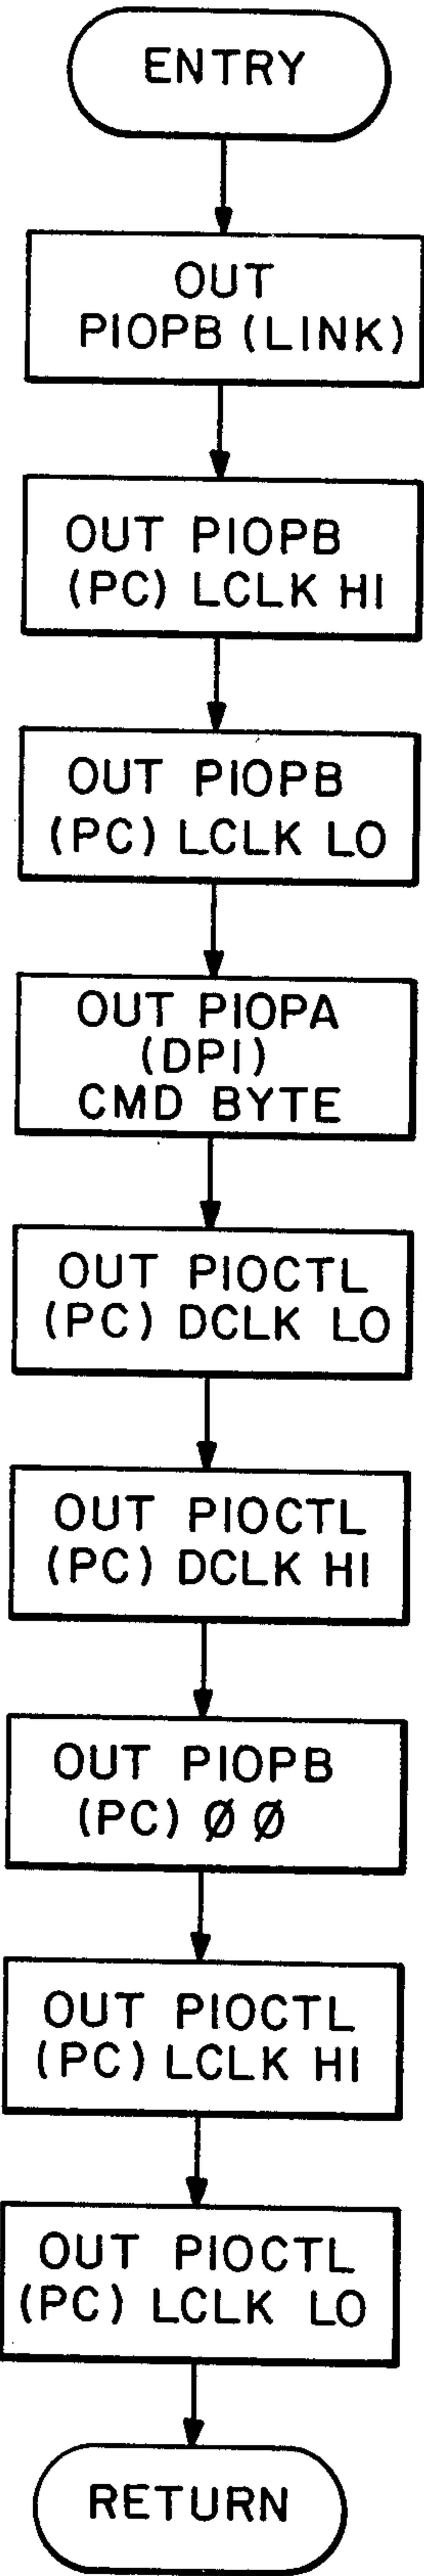 ENTRY
OUT
PIOPB (LINK)
OUT PIOPB
(PC) LCLK HI
OUT PIOPB
(PC) LCLK LO
OUT PIOPA
(DPI)
CMD BYTE
OUT PIOCTL
(PC) DCLK LO
OUT PIOCTL
(PC) DCLK HI
OUT PIOPB
(PC) ØØ
OUT PIOCTL
(PC) LCLK HI
OUT PIOCTL
(PC) LCLK LO
RETURN